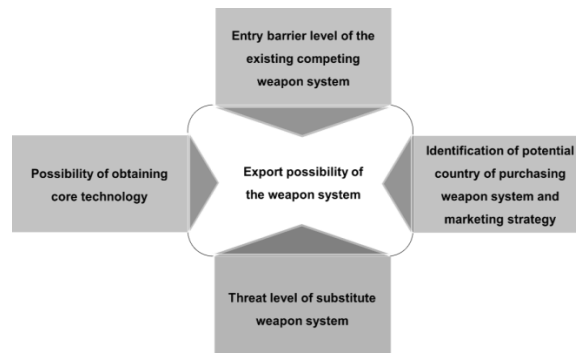 Entry barrier level of the
existing competing
weapon system
Possibility of obtaining
core technology
Export possibility of
the weapon system
Identification of potential
country of purchasing
weapon system and
marketing strategy
Threat level of substitute
weapon system